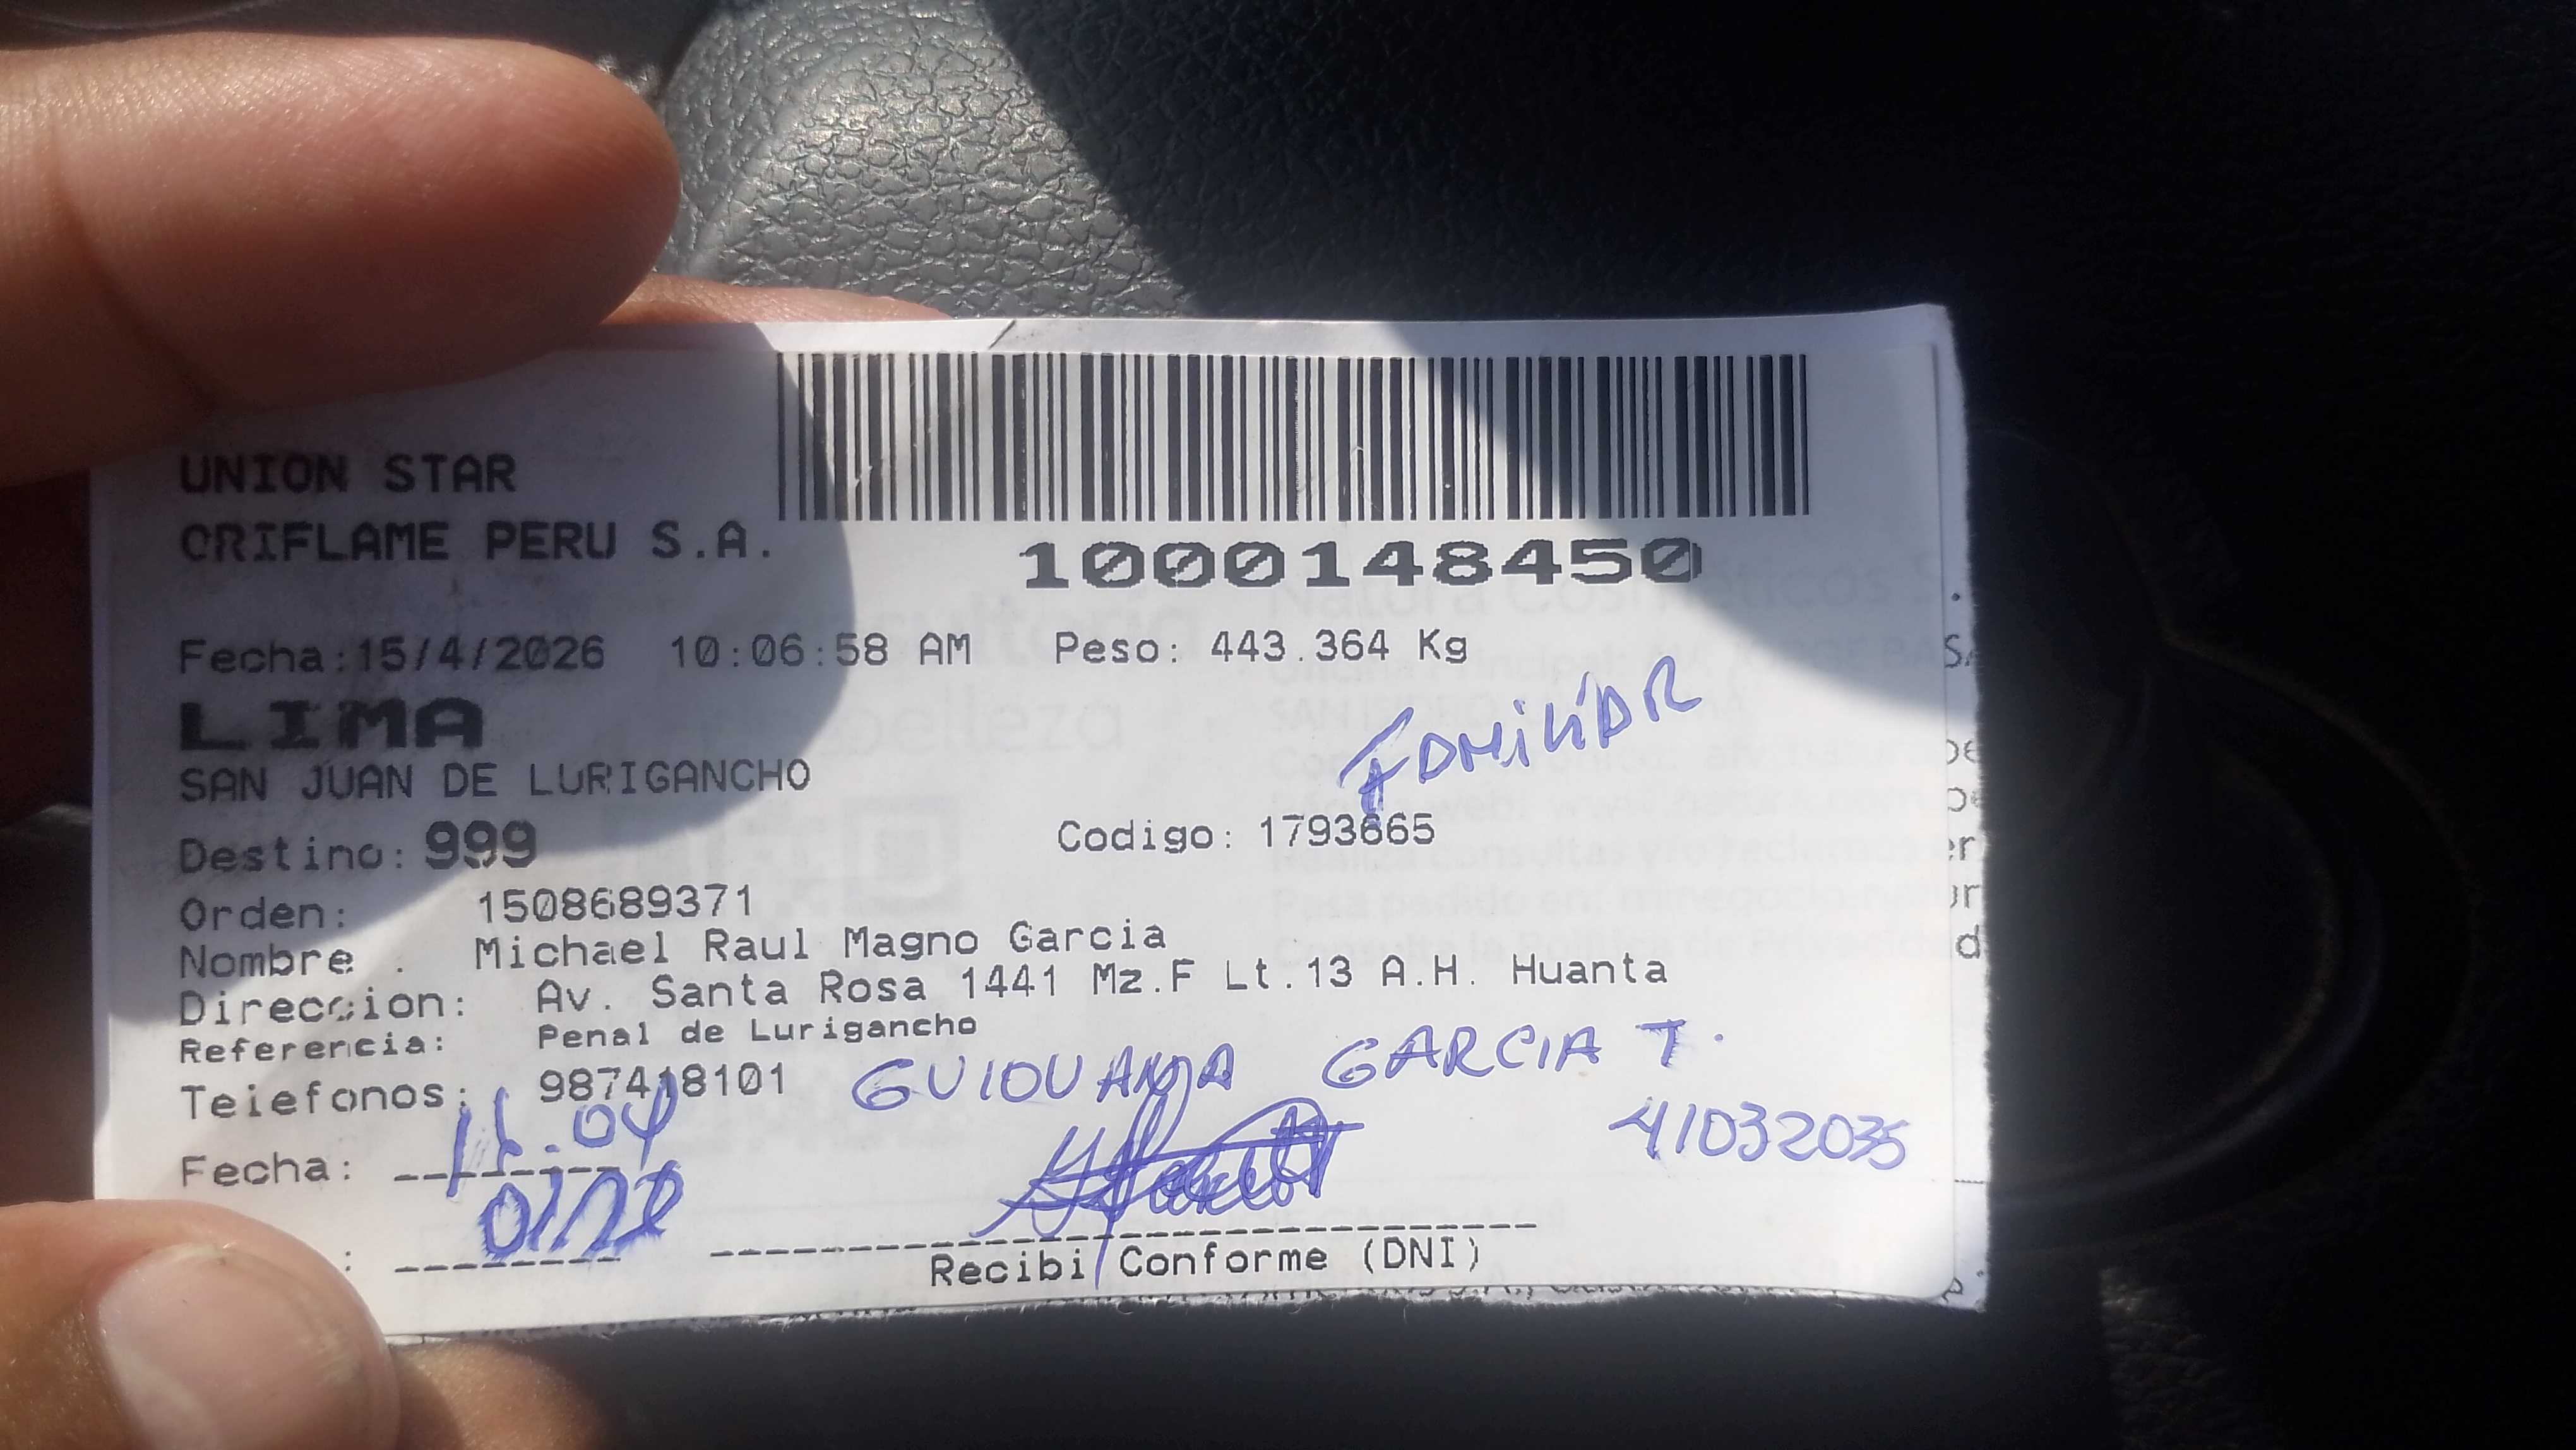 UNION STAR
ORIFLAME PERU S.A.
1000148450
Fecha:15/4/2026 10:06:58 AM Peso: 443.364 Kg
LIMA
FAMILIAR
SAN JUAN DE LURIGANCHO
Destino: 999 Codigo: 1793665
Orden: 1508689371
Nombre : Michael Raul Magno Garcia
Direccion: Av. Santa Rosa 1441 Mz.F Lt.13 A.H. Huanta
Referencia: Penal de Lurigancho
Telefonos: 987418101
GUIOVANNA GARCIA T.
41032035
Fecha:
Recibi Conforme (DNI)